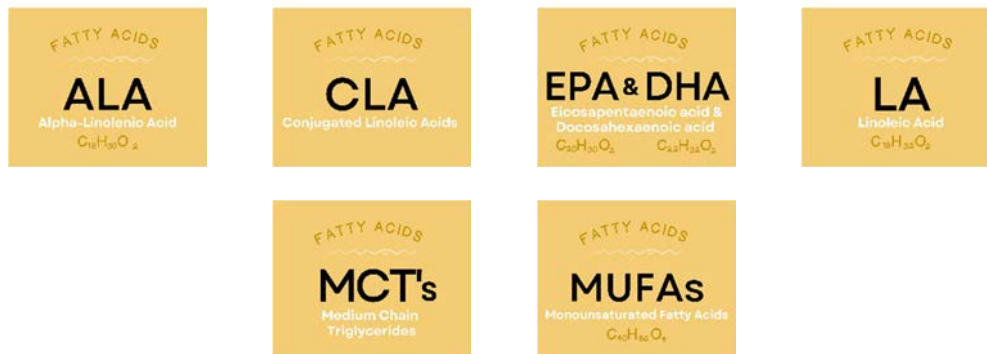 FATTY ACIDS
ALA
Alpha-Linolenic Acid
C₁₈H₃₀O₂
FATTY ACIDS
CLA
Conjugated Linoleic Acids
FATTY ACIDS
EPA & DHA
Eicosapentaenoic acid &
Docosahexaenoic acid
C₂₀H₃₀O₂ C₂₂H₃₂O₂
FATTY ACIDS
LA
Linoleic Acid
C₁₈H₃₂O₂
FATTY ACIDS
MCT's
Medium Chain
Triglycerides
FATTY ACIDS
MUFAs
Monounsaturated Fatty Acids